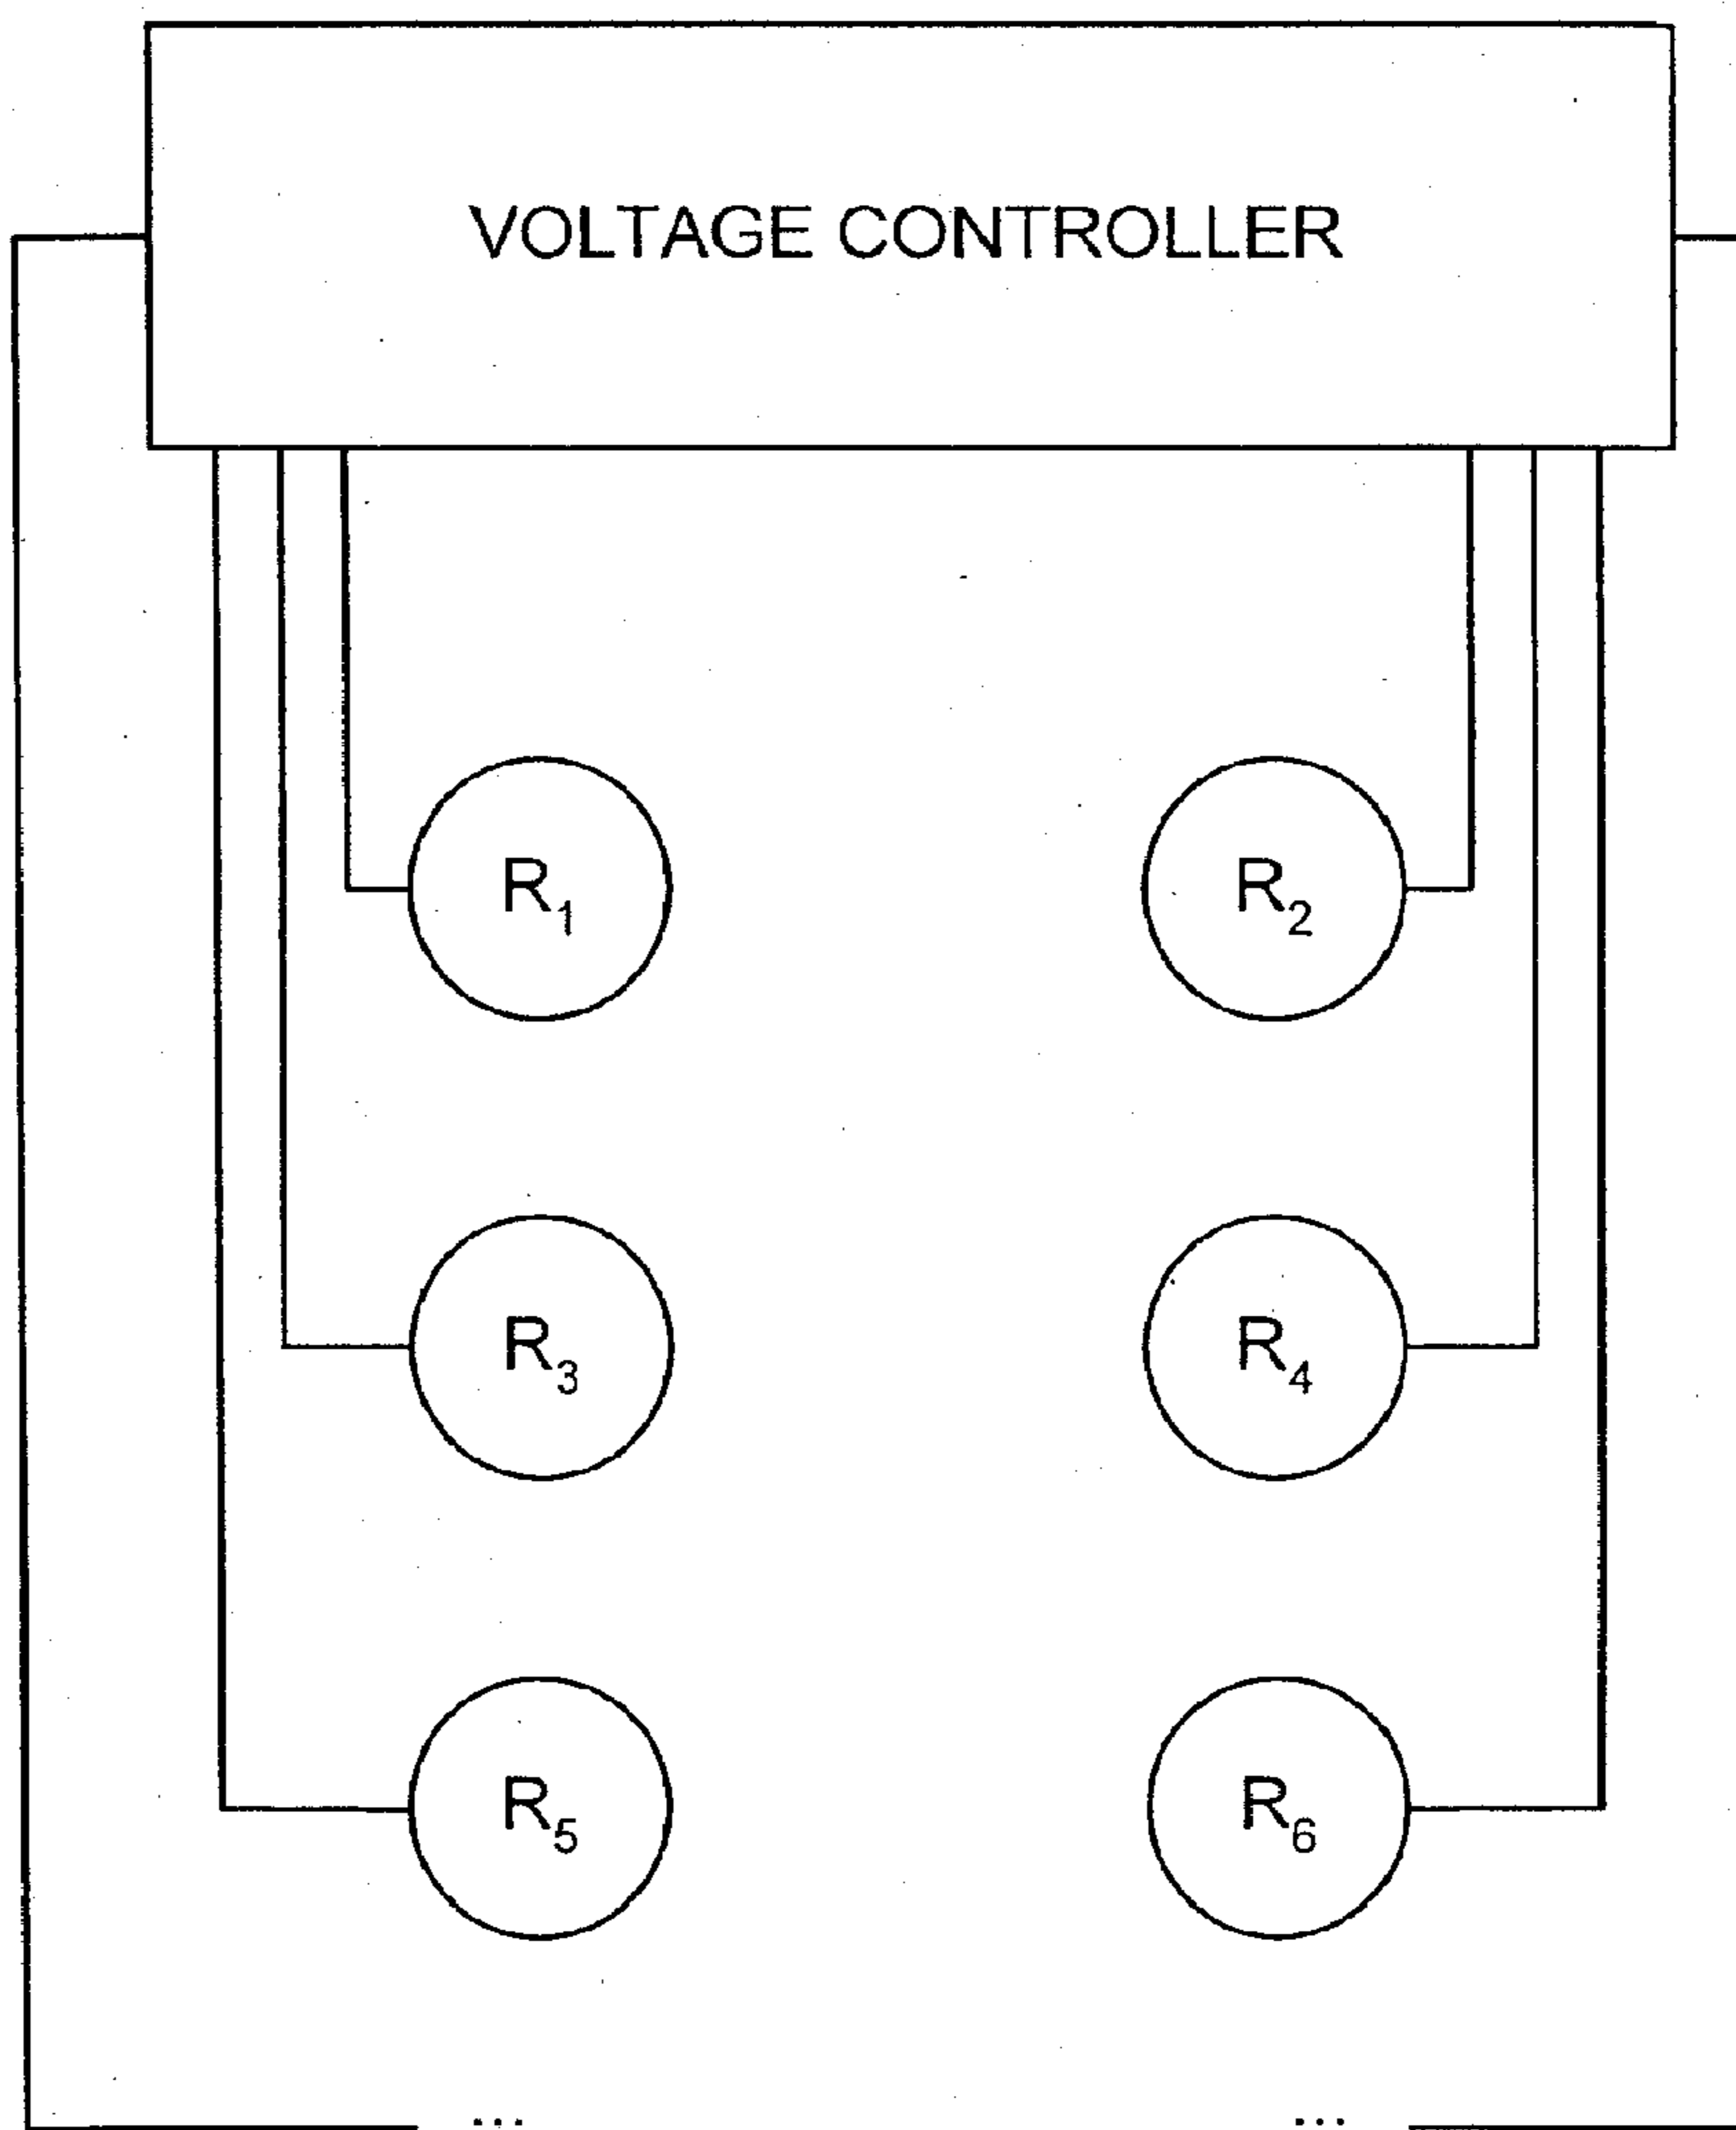 VOLTAGE CONTROLLER
R₁ R₂
R₃ R₄
R₅ R₆
... ...